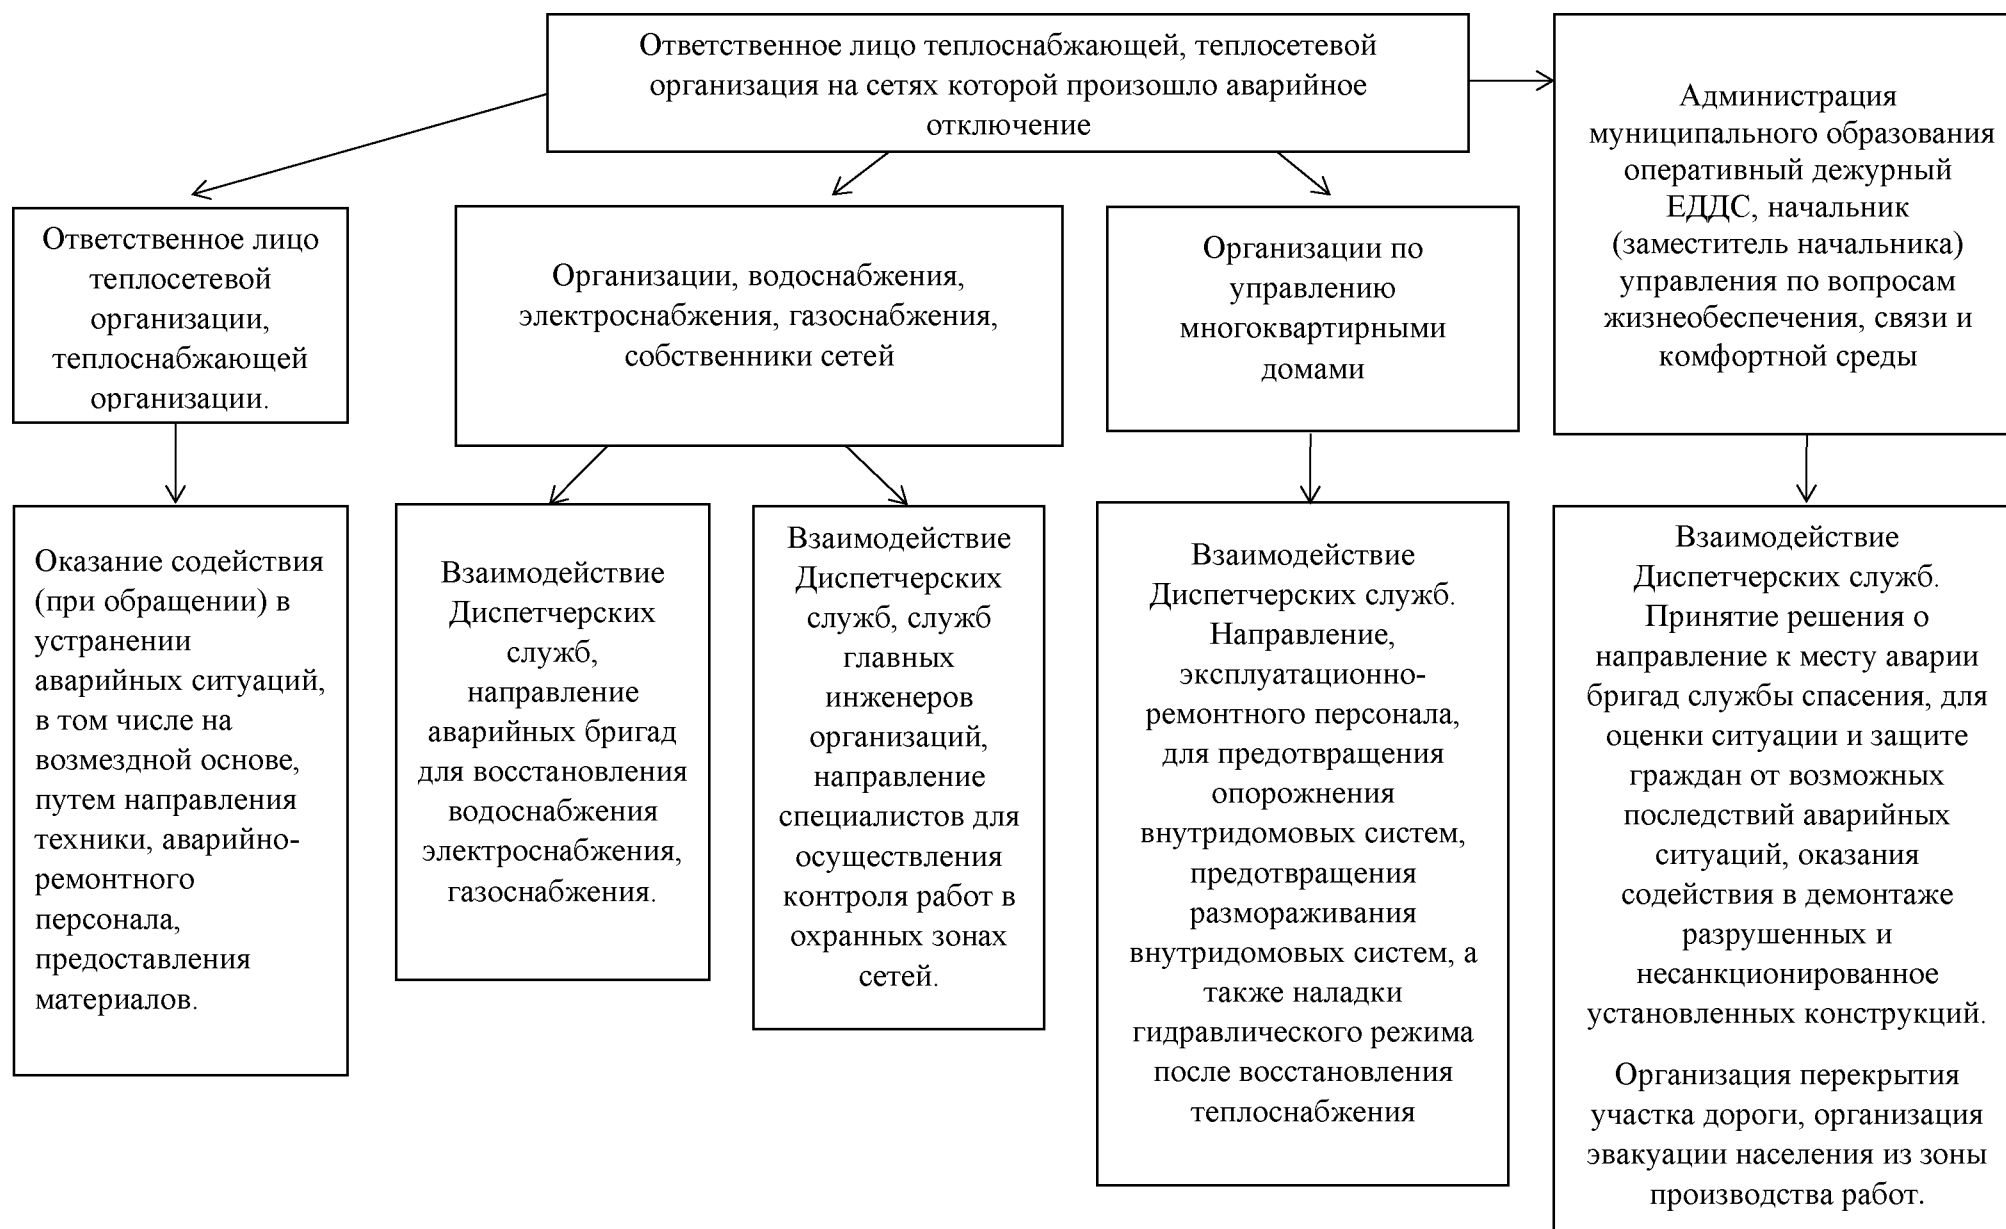 Ответственное лицо теплоснабжающей, теплосетевой
организация на сетях которой произошло аварийное
отключение
Администрация
муниципального образования
оперативный дежурный
ЕДДС, начальник
(заместитель начальника)
управления по вопросам
жизнеобеспечения, связи и
комфортной среды
Ответственное лицо
теплосетевой
организации,
теплоснабжающей
организации.
Организации, водоснабжения,
электроснабжения, газоснабжения,
собственники сетей
Организации по
управлению
многоквартирными
домами
Оказание содействия
(при обращении) в
устранении
аварийных ситуаций,
в том числе на
возмездной основе,
путем направления
техники, аварийно-
ремонтного
персонала,
предоставления
материалов.
Взаимодействие
Диспетчерских
служб,
направление
аварийных бригад
для восстановления
водоснабжения
электроснабжения,
газоснабжения.
Взаимодействие
Диспетчерских
служб, служб
главных
инженеров
организаций,
направление
специалистов для
осуществления
контроля работ в
охранных зонах
сетей.
Взаимодействие
Диспетчерских служб.
Направление,
эксплуатационно-
ремонтного персонала,
для предотвращения
опорожнения
внутридомовых систем,
предотвращения
размораживания
внутридомовых систем, а
также наладки
гидравлического режима
после восстановления
теплоснабжения
Взаимодействие
Диспетчерских служб.
Принятие решения о
направление к месту аварии
бригад службы спасения, для
оценки ситуации и защите
граждан от возможных
последствий аварийных
ситуаций, оказания
содействия в демонтаже
разрушенных и
несанкционированное
установленных конструкций.
Организация перекрытия
участка дороги, организация
эвакуации населения из зоны
производства работ.